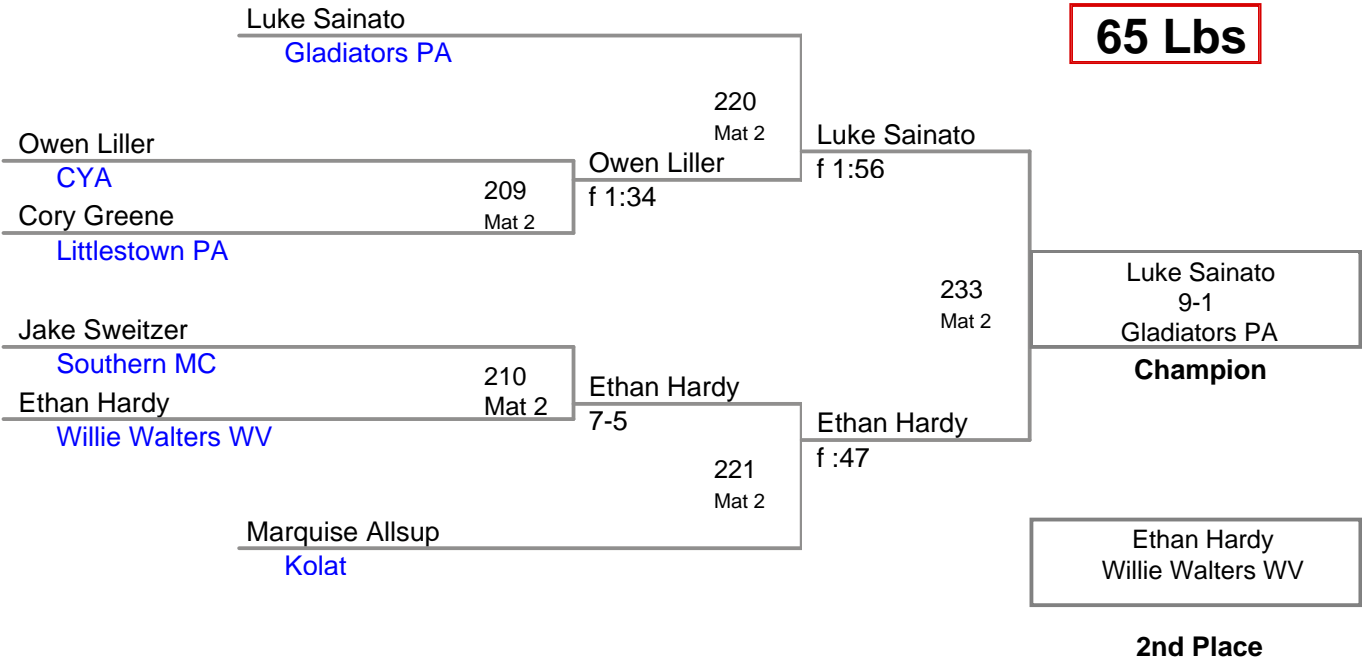 Luke Sainato
Gladiators PA
65 Lbs
220
Mat 2
Owen Liller
CYA
Cory Greene
Littlestown PA
209
Mat 2
Owen Liller
f 1:34
Luke Sainato
f 1:56
Jake Sweitzer
Southern MC
Ethan Hardy
Willie Walters WV
210
Mat 2
Ethan Hardy
7-5
221
Mat 2
Marquise Allsup
Kolat
Ethan Hardy
f :47
233
Mat 2
Luke Sainato
9-1
Gladiators PA
Champion
Ethan Hardy
Willie Walters WV
2nd Place